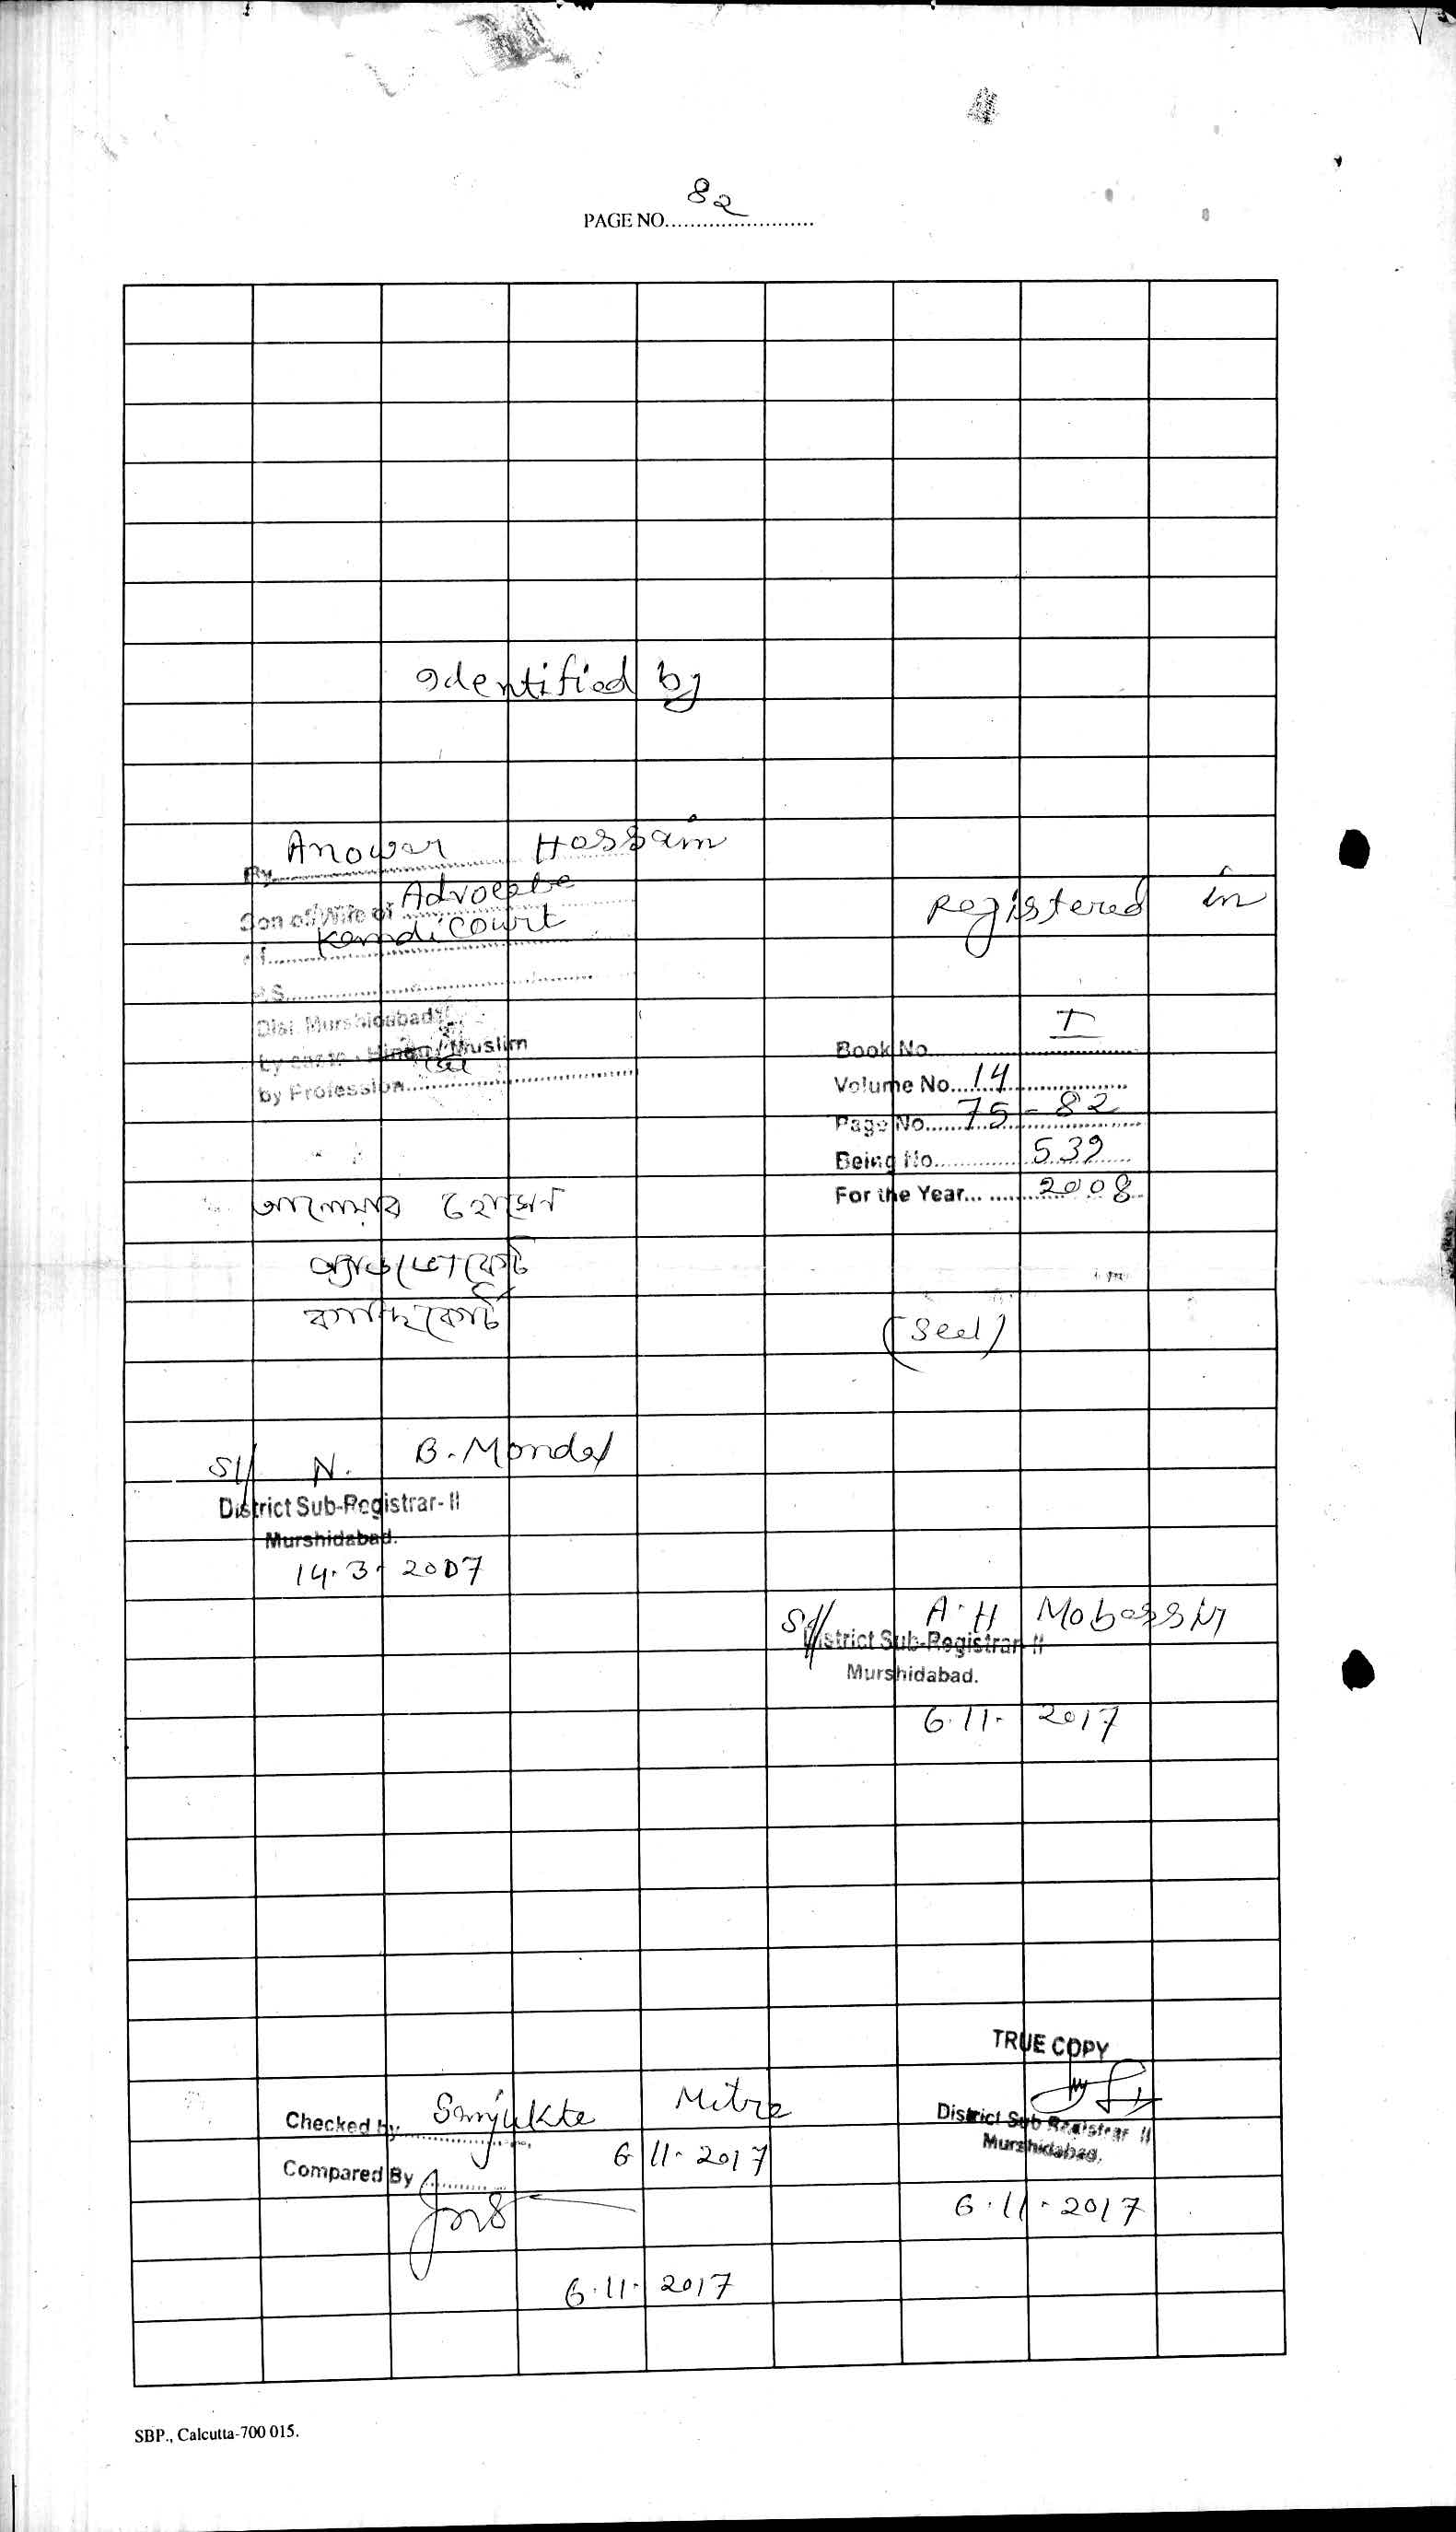 82
PAGE NO........................
Identified by
Anowar Hossain
By
Advocate
Son of/Wife of
Kandi court
P.S.
Dist. Murshidabad
by caste - Hindu / Muslim
by Profession
আনোয়ার হোসেন
অ্যাডভোকেট
কান্দি কোর্ট
Sd/ N. B. Mondal
District Sub-Registrar- II
Murshidabad.
14.3. 2007
Registered in
Book No. I
Volume No. 14
Page No. 75 - 82
Being No. 539
For the Year... 2008
(Seal)
Sd/ A. H Mobassir
District Sub-Registrar- II
Murshidabad.
6.11. 2017
TRUE COPY
District Sub Registrar II
Murshidabad.
6.11.2017
Checked by Sanjukta Mitra
6.11.2017
Compared By
6.11. 2017
SBP., Calcutta-700 015.